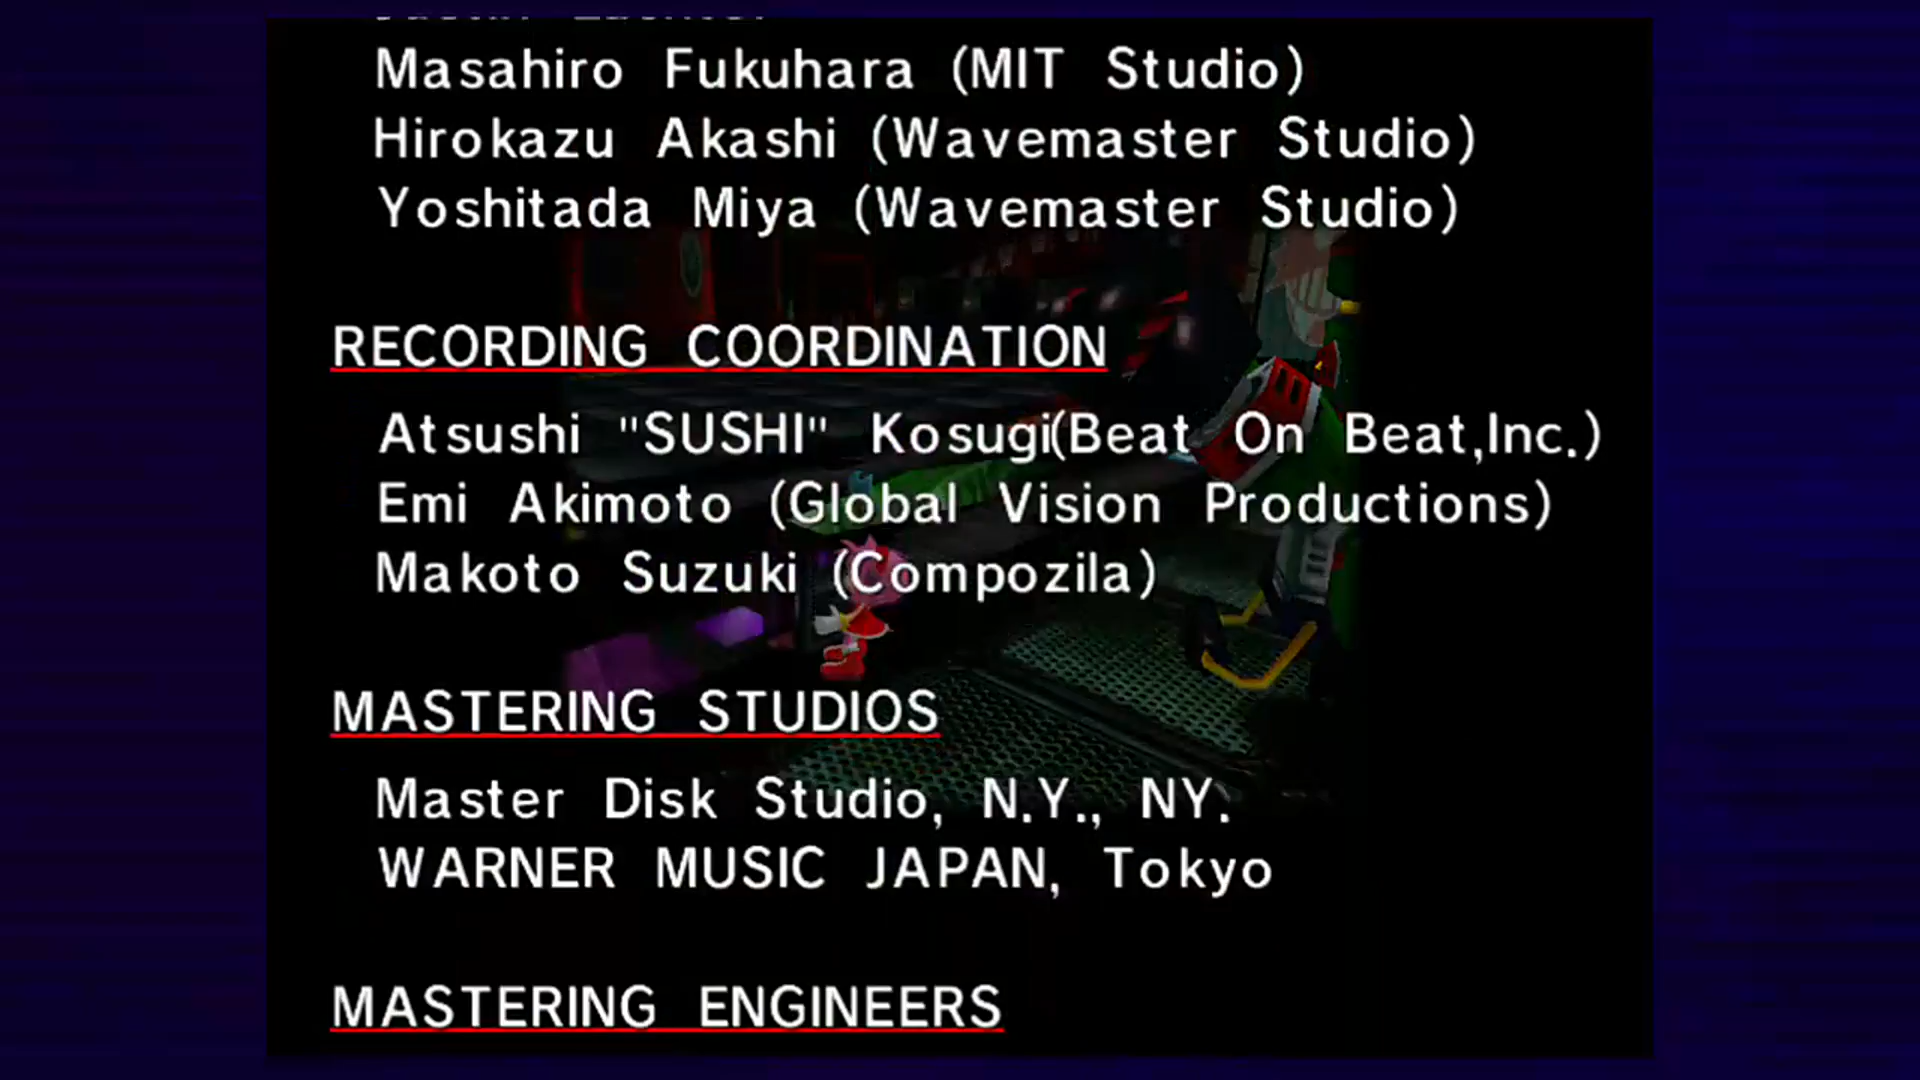 Masahiro Fukuhara (MIT Studio)
Hirokazu Akashi (Wavemaster Studio)
Yoshitada Miya (Wavemaster Studio)
RECORDING COORDINATION
Atsushi "SUSHI" Kosugi(Beat On Beat,Inc.)
Emi Akimoto (Global Vision Productions)
Makoto Suzuki (Compozila)
MASTERING STUDIOS
Master Disk Studio, N.Y., NY.
WARNER MUSIC JAPAN, Tokyo
MASTERING ENGINEERS